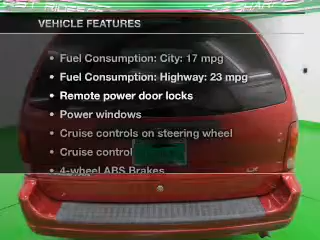 VEHICLE FEATURES
• Fuel Consumption: City: 17 mpg
• Fuel Consumption: Highway: 23 mpg
• Remote power door locks
• Power windows
• Cruise controls on steering wheel
• Cruise control
• 4-wheel ABS Brakes